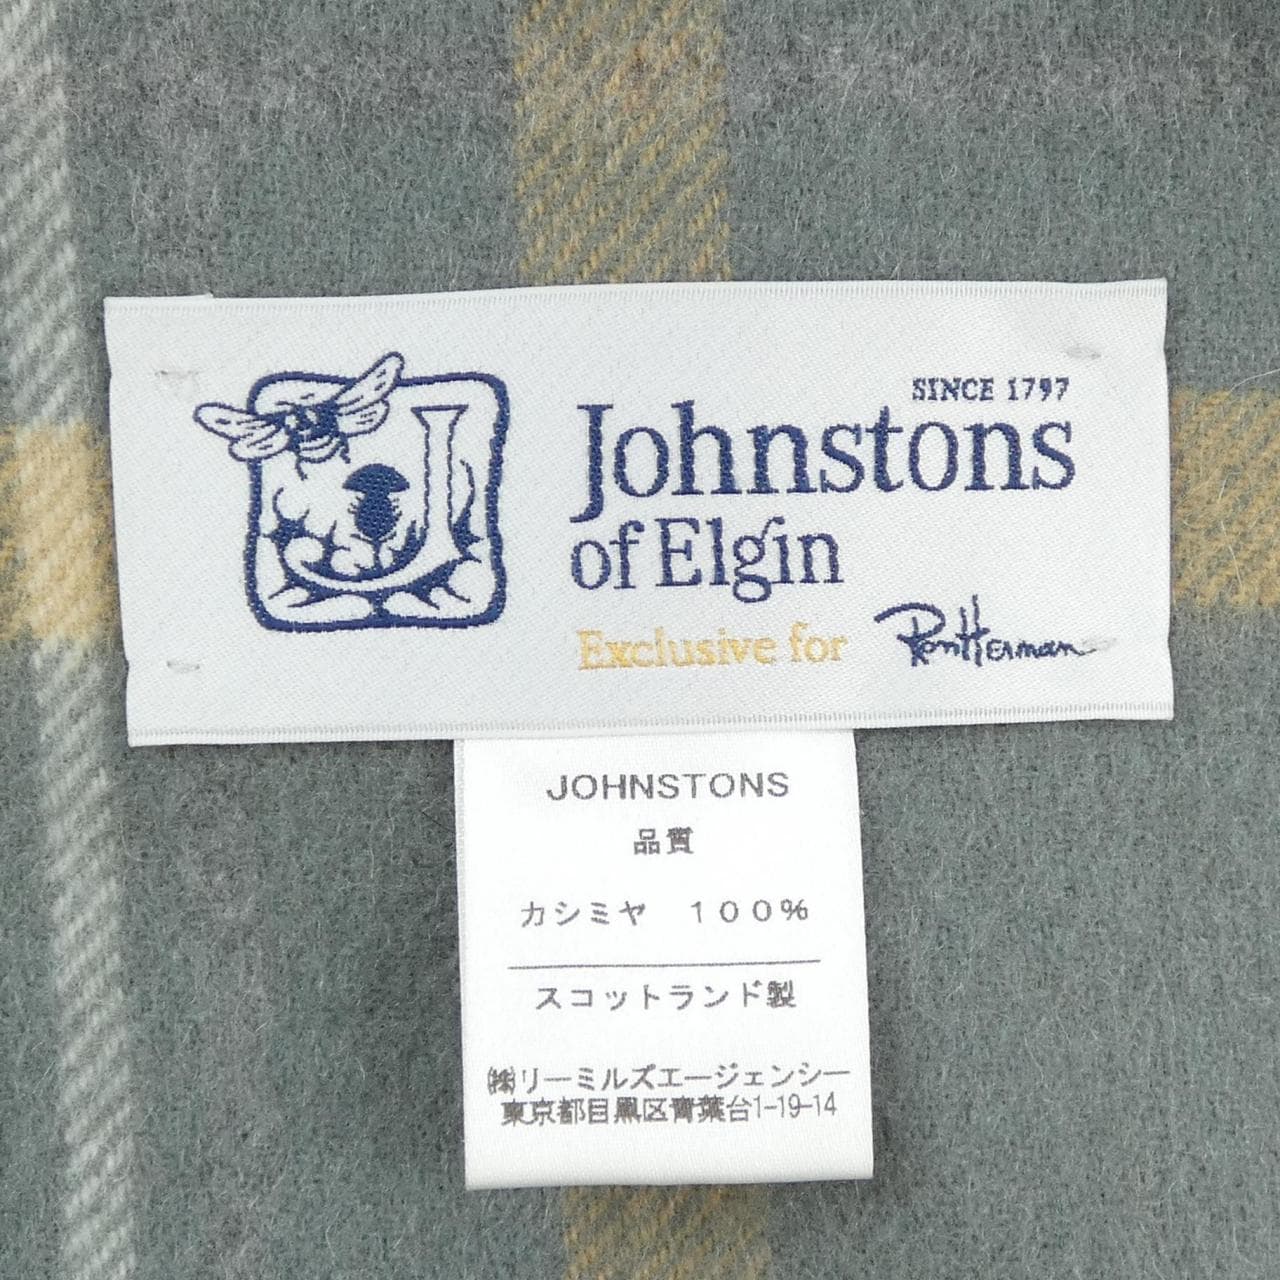 SINCE 1797
Johnstons
of Elgin
Exclusive for Ron Herman
JOHNSTONS
品質
カシミヤ　１００％
スコットランド製
㈱リーミルズエージェンシー
東京都目黒区青葉台1-19-14